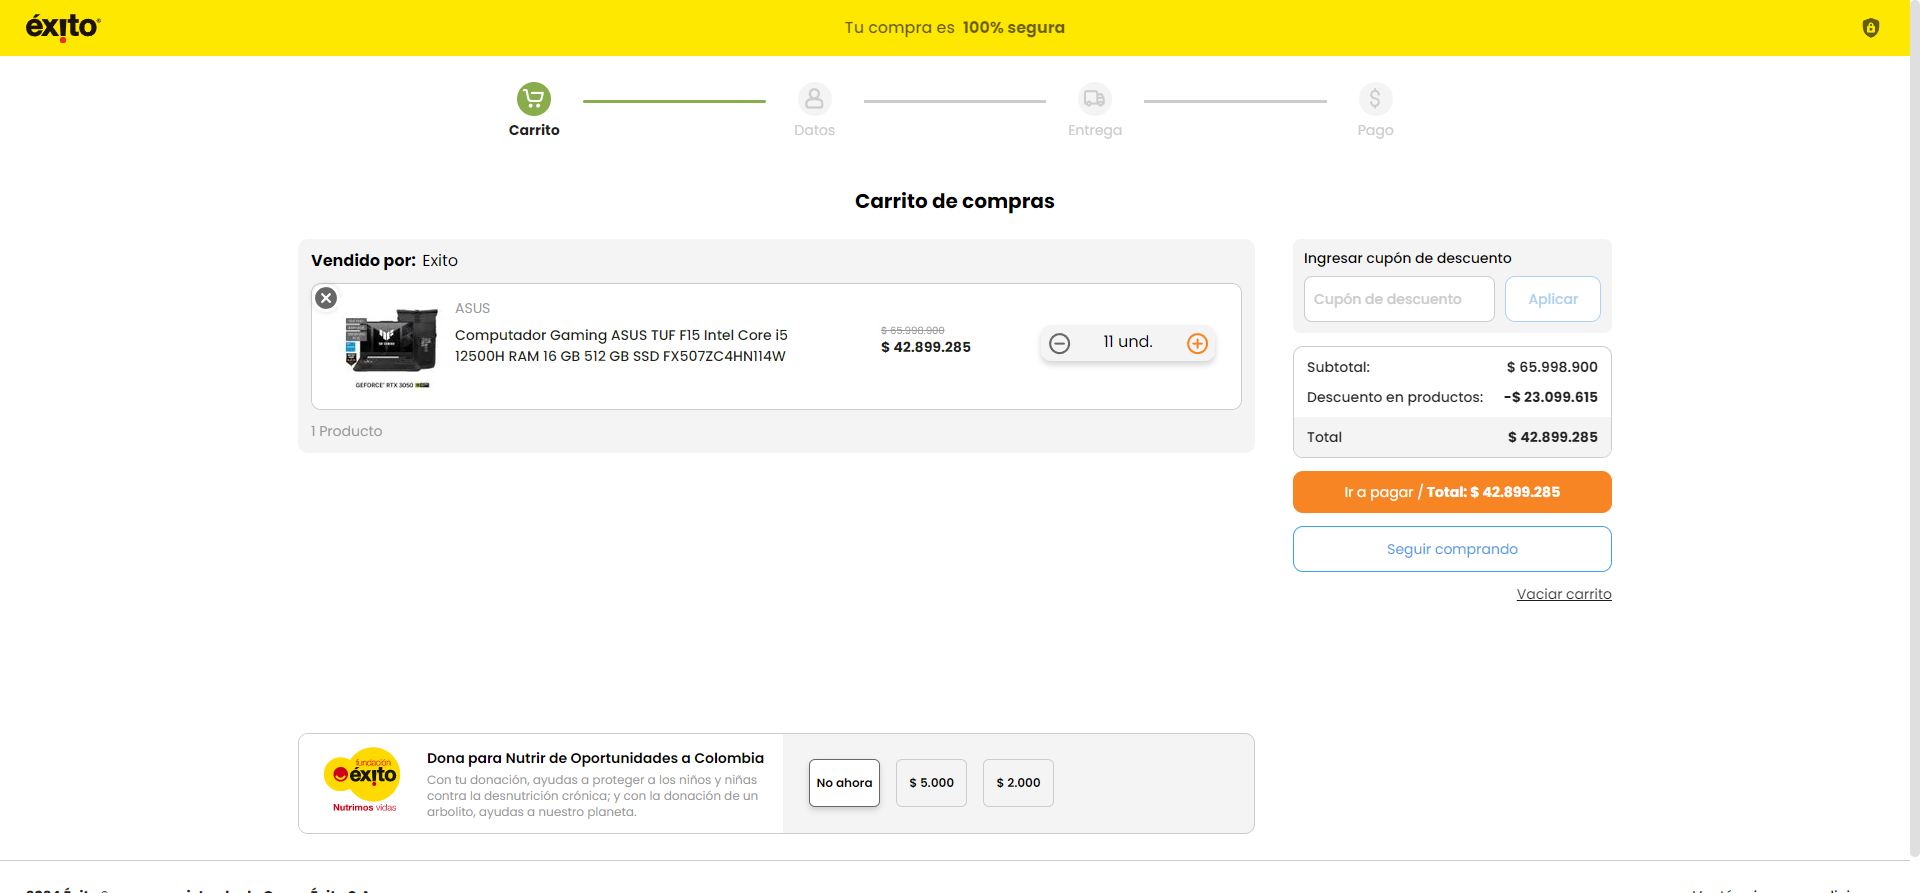 éxito
Tu compra es 100% segura
Carrito
Datos
Entrega
Pago
Carrito de compras
Vendido por: Exito
ASUS
Computador Gaming ASUS TUF F15 Intel Core i5
12500H RAM 16 GB 512 GB SSD FX507ZC4HN114W
GEFORCE® RTX 3050
$ 65.998.900
$ 42.899.285
11 und.
1 Producto
Ingresar cupón de descuento
Cupón de descuento
Aplicar
Subtotal: $ 65.998.900
Descuento en productos: -$ 23.099.615
Total $ 42.899.285
Ir a pagar / Total: $ 42.899.285
Seguir comprando
Vaciar carrito
fundación
éxito
Nutrimos vidas
Dona para Nutrir de Oportunidades a Colombia
Con tu donación, ayudas a proteger a los niños y niñas
contra la desnutrición crónica; y con la donación de un
arbolito, ayudas a nuestro planeta.
No ahora
$ 5.000
$ 2.000